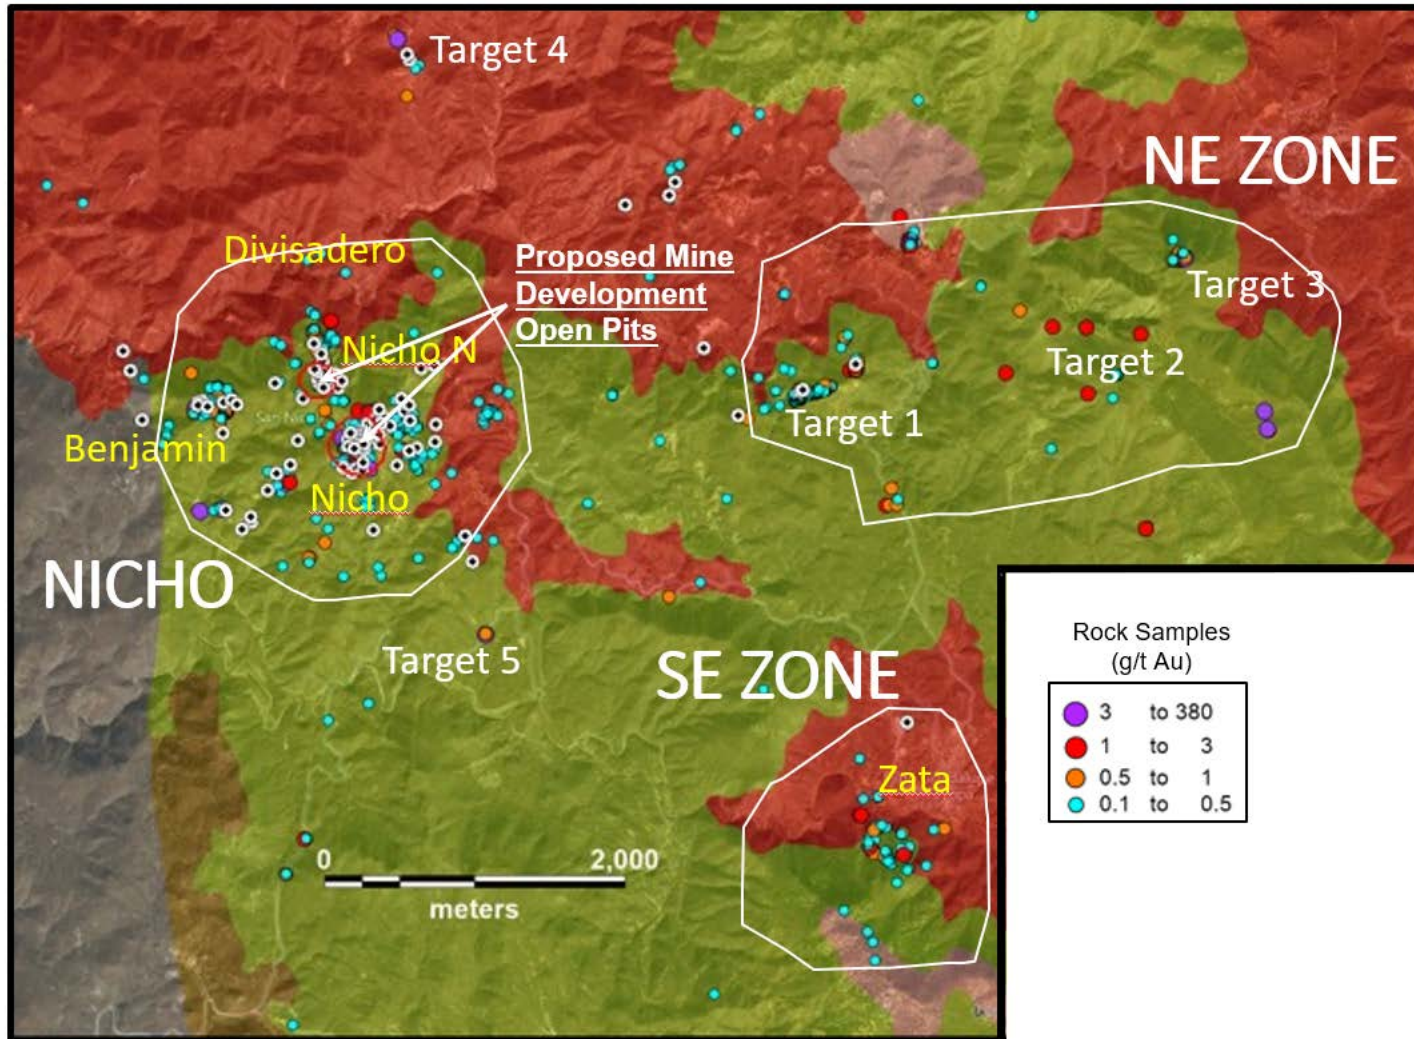 Target 4
NE ZONE
Divisadero
Proposed Mine
Development
Open Pits
Target 3
Nicho N
Target 2
Target 1
Benjamin
Nicho
NICHO
Target 5
SE ZONE
Zata
0 2,000
meters
Rock Samples
(g/t Au)
3 to 380
1 to 3
0.5 to 1
0.1 to 0.5